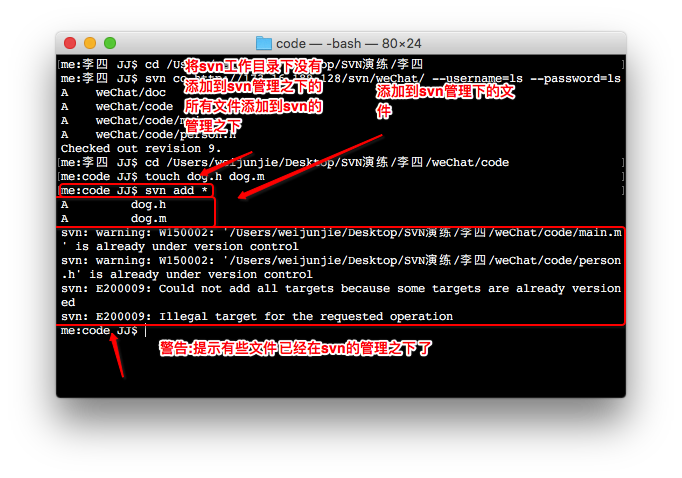 code — -bash — 80×24
me:李四 JJ$ cd /Us
top/SVN演练/李四
me:李四 JJ$ svn c
128/svn/weChat/ --username=ls --password=ls
将svn工作目录下没有
添加到svn管理之下的
所有文件添加到svn的
管理之下
添加到svn管理下的文
件
A    weChat/doc
A    weChat/code
A    weChat/code/m
A    weChat/code/person.h
Checked out revision 9.
me:李四 JJ$ cd /Users/weijunjie/Desktop/SVN演练/李四/weChat/code
me:code JJ$ touch dog.h dog.m
me:code JJ$ svn add *
A         dog.h
A         dog.m
svn: warning: W150002: '/Users/weijunjie/Desktop/SVN演练/李四/weChat/code/main.m
' is already under version control
svn: warning: W150002: '/Users/weijunjie/Desktop/SVN演练/李四/weChat/code/person
.h' is already under version control
svn: E200009: Could not add all targets because some targets are already version
ed
svn: E200009: Illegal target for the requested operation
me:code JJ$
警告:提示有些文件已经在svn的管理之下了